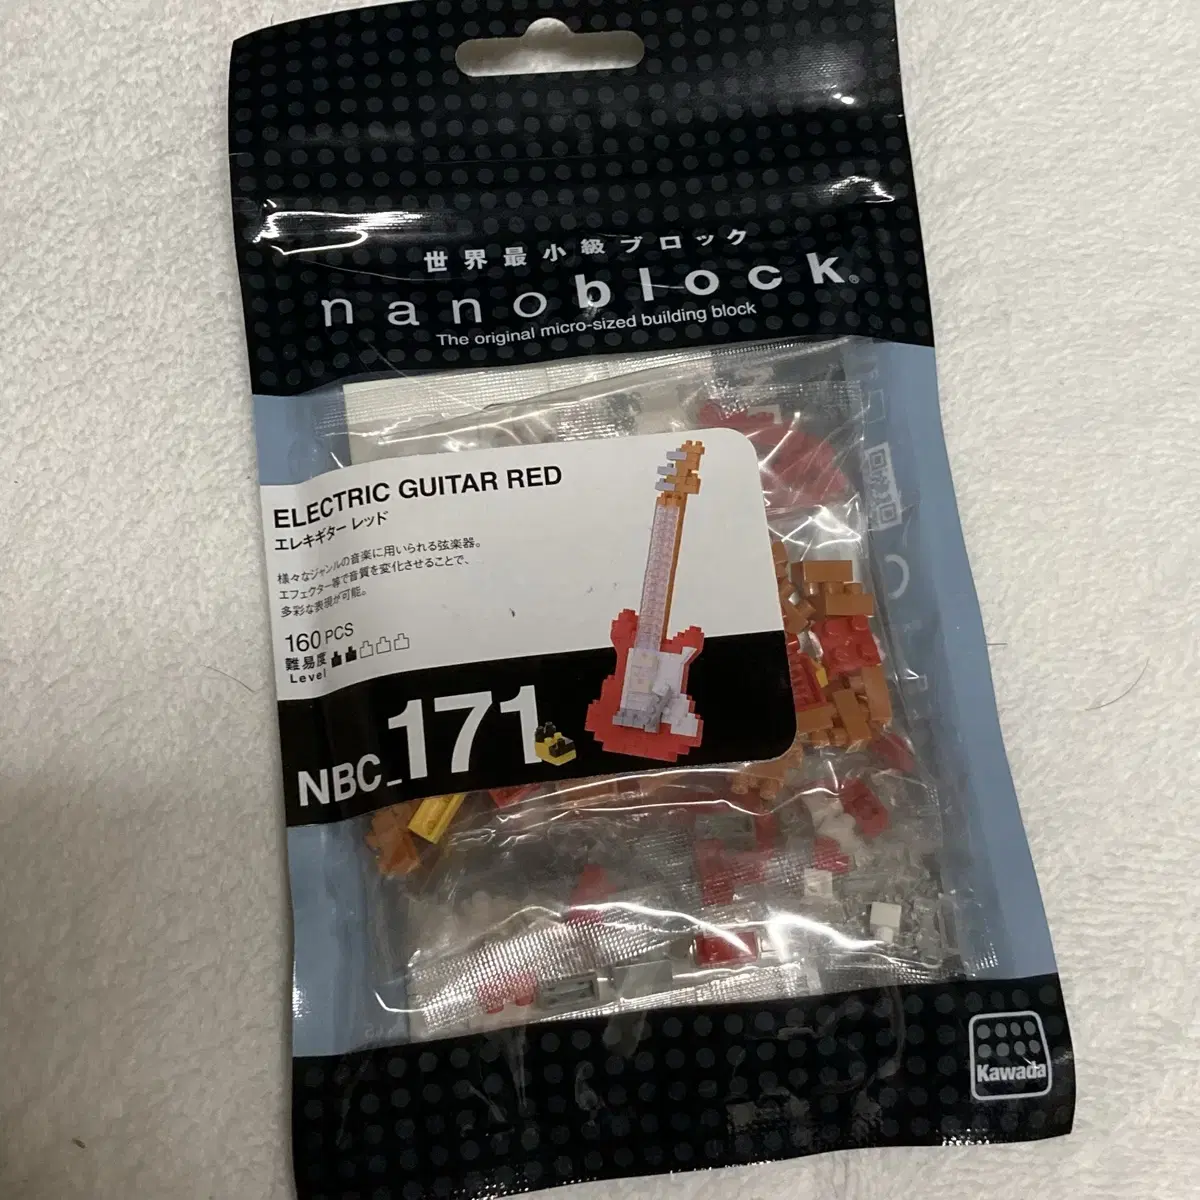 世界最小級ブロック
nanoblock®
The original micro-sized building block
ELECTRIC GUITAR RED
エレキギター レッド
様々なジャンルの音楽に用いられる弦楽器。
エフェクター等で音質を変化させることで、
多彩な表現が可能。
160 PCS
難易度
Level
NBC_171
Kawada